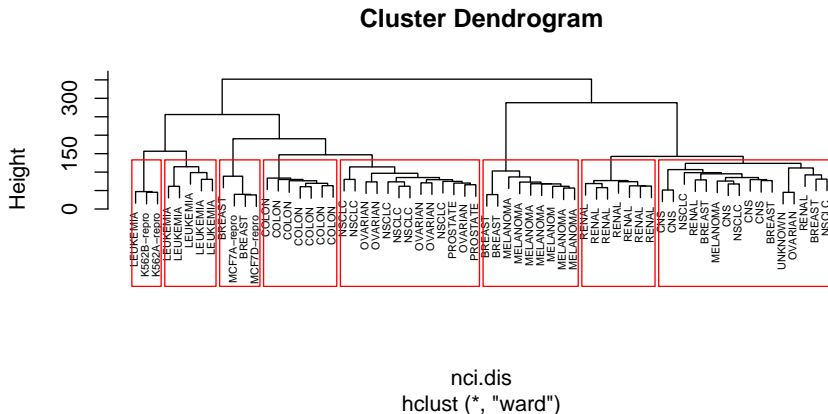 Cluster Dendrogram
Height
0
150
300
LEUKEMIA
K562B−repro
K562A−repro
LEUKEMIA
LEUKEMIA
LEUKEMIA
LEUKEMIA
LEUKEMIA
BREAST
MCF7A−repro
BREAST
MCF7D−repro
COLON
COLON
COLON
COLON
COLON
COLON
COLON
NSCLC
NSCLC
OVARIAN
OVARIAN
NSCLC
NSCLC
NSCLC
OVARIAN
OVARIAN
NSCLC
PROSTATE
OVARIAN
PROSTATE
BREAST
BREAST
MELANOMA
MELANOMA
MELANOMA
MELANOMA
MELANOM
MELANOMA
MELANOMA
RENAL
RENAL
RENAL
RENAL
RENAL
RENAL
RENAL
CNS
CNS
NSCLC
RENAL
BREAST
MELANOMA
CNS
NSCLC
CNS
CNS
BREAST
UNKNOWN
OVARIAN
RENAL
BREAST
NSCLC
nci.dis
hclust (*, "ward")